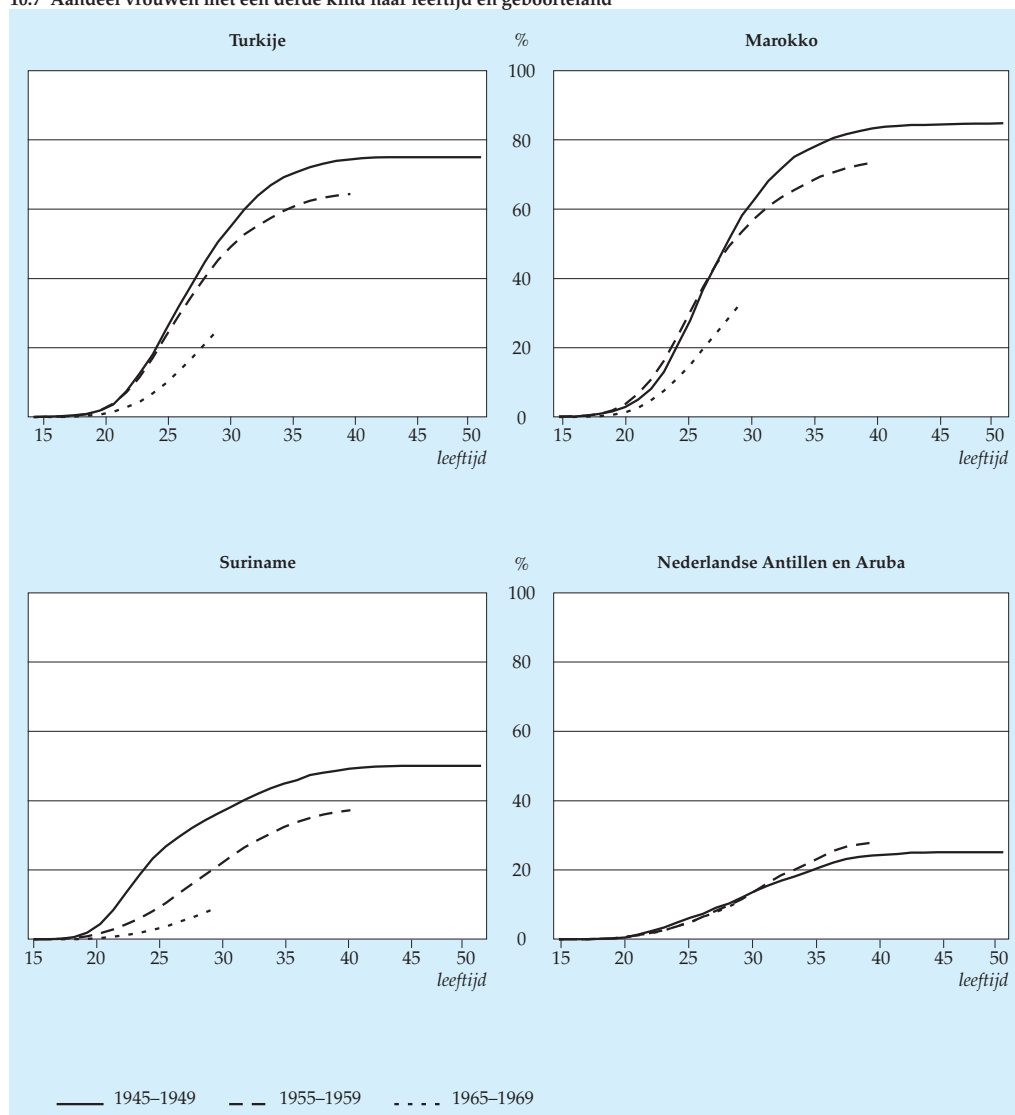 10.7 Aandeel vrouwen met een derde kind naar leeftijd en geboorteland
Turkije
%
Marokko
100
80
60
40
20
0
15 20 25 30 35 40 45 50
leeftijd
15 20 25 30 35 40 45 50
leeftijd
Suriname
%
Nederlandse Antillen en Aruba
100
80
60
40
20
0
15 20 25 30 35 40 45 50
leeftijd
15 20 25 30 35 40 45 50
leeftijd
1945–1949 1955–1959 1965–1969